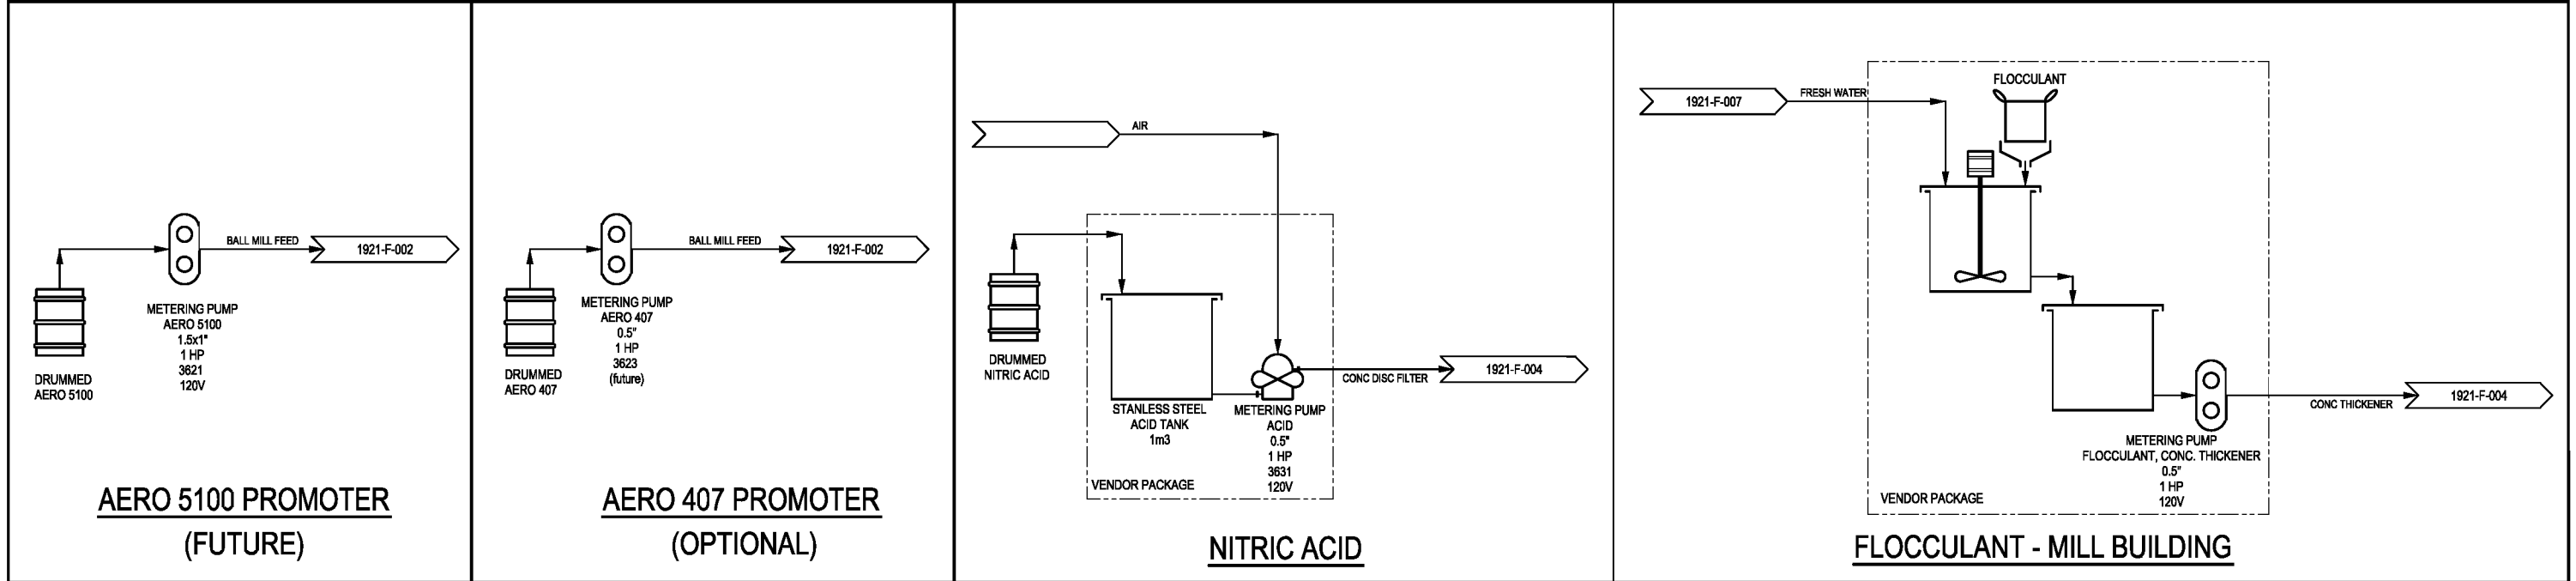 BALL MILL FEED
1921-F-002
METERING PUMP
AERO 5100
1.5x1"
1 HP
3621
120V
DRUMMED
AERO 5100
AERO 5100 PROMOTER
(FUTURE)
BALL MILL FEED
1921-F-002
METERING PUMP
AERO 407
0.5"
1 HP
3623
(future)
DRUMMED
AERO 407
AERO 407 PROMOTER
(OPTIONAL)
AIR
DRUMMED
NITRIC ACID
CONC DISC FILTER
1921-F-004
STANLESS STEEL
ACID TANK
1m3
METERING PUMP
ACID
0.5"
1 HP
3631
120V
VENDOR PACKAGE
NITRIC ACID
1921-F-007
FRESH WATER
FLOCCULANT
CONC THICKENER
1921-F-004
METERING PUMP
FLOCCULANT, CONC. THICKENER
0.5"
1 HP
120V
VENDOR PACKAGE
FLOCCULANT - MILL BUILDING